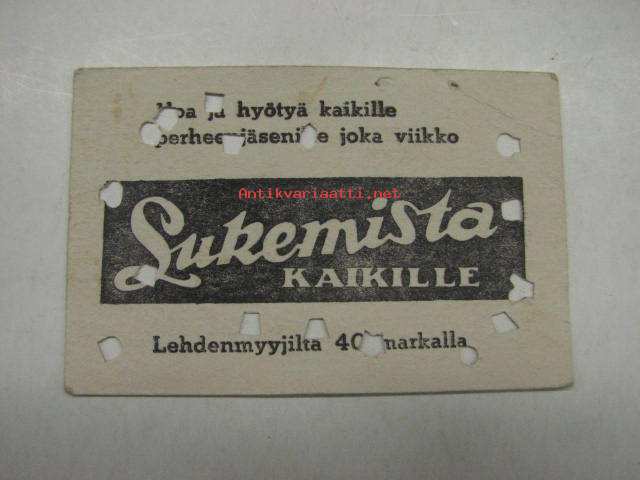 ja hyötyä kaikille
joka viikko
Antikvariaatti.net
Lukemista
KAIKILLE
Lehdenmyyjiltä 40 markalla